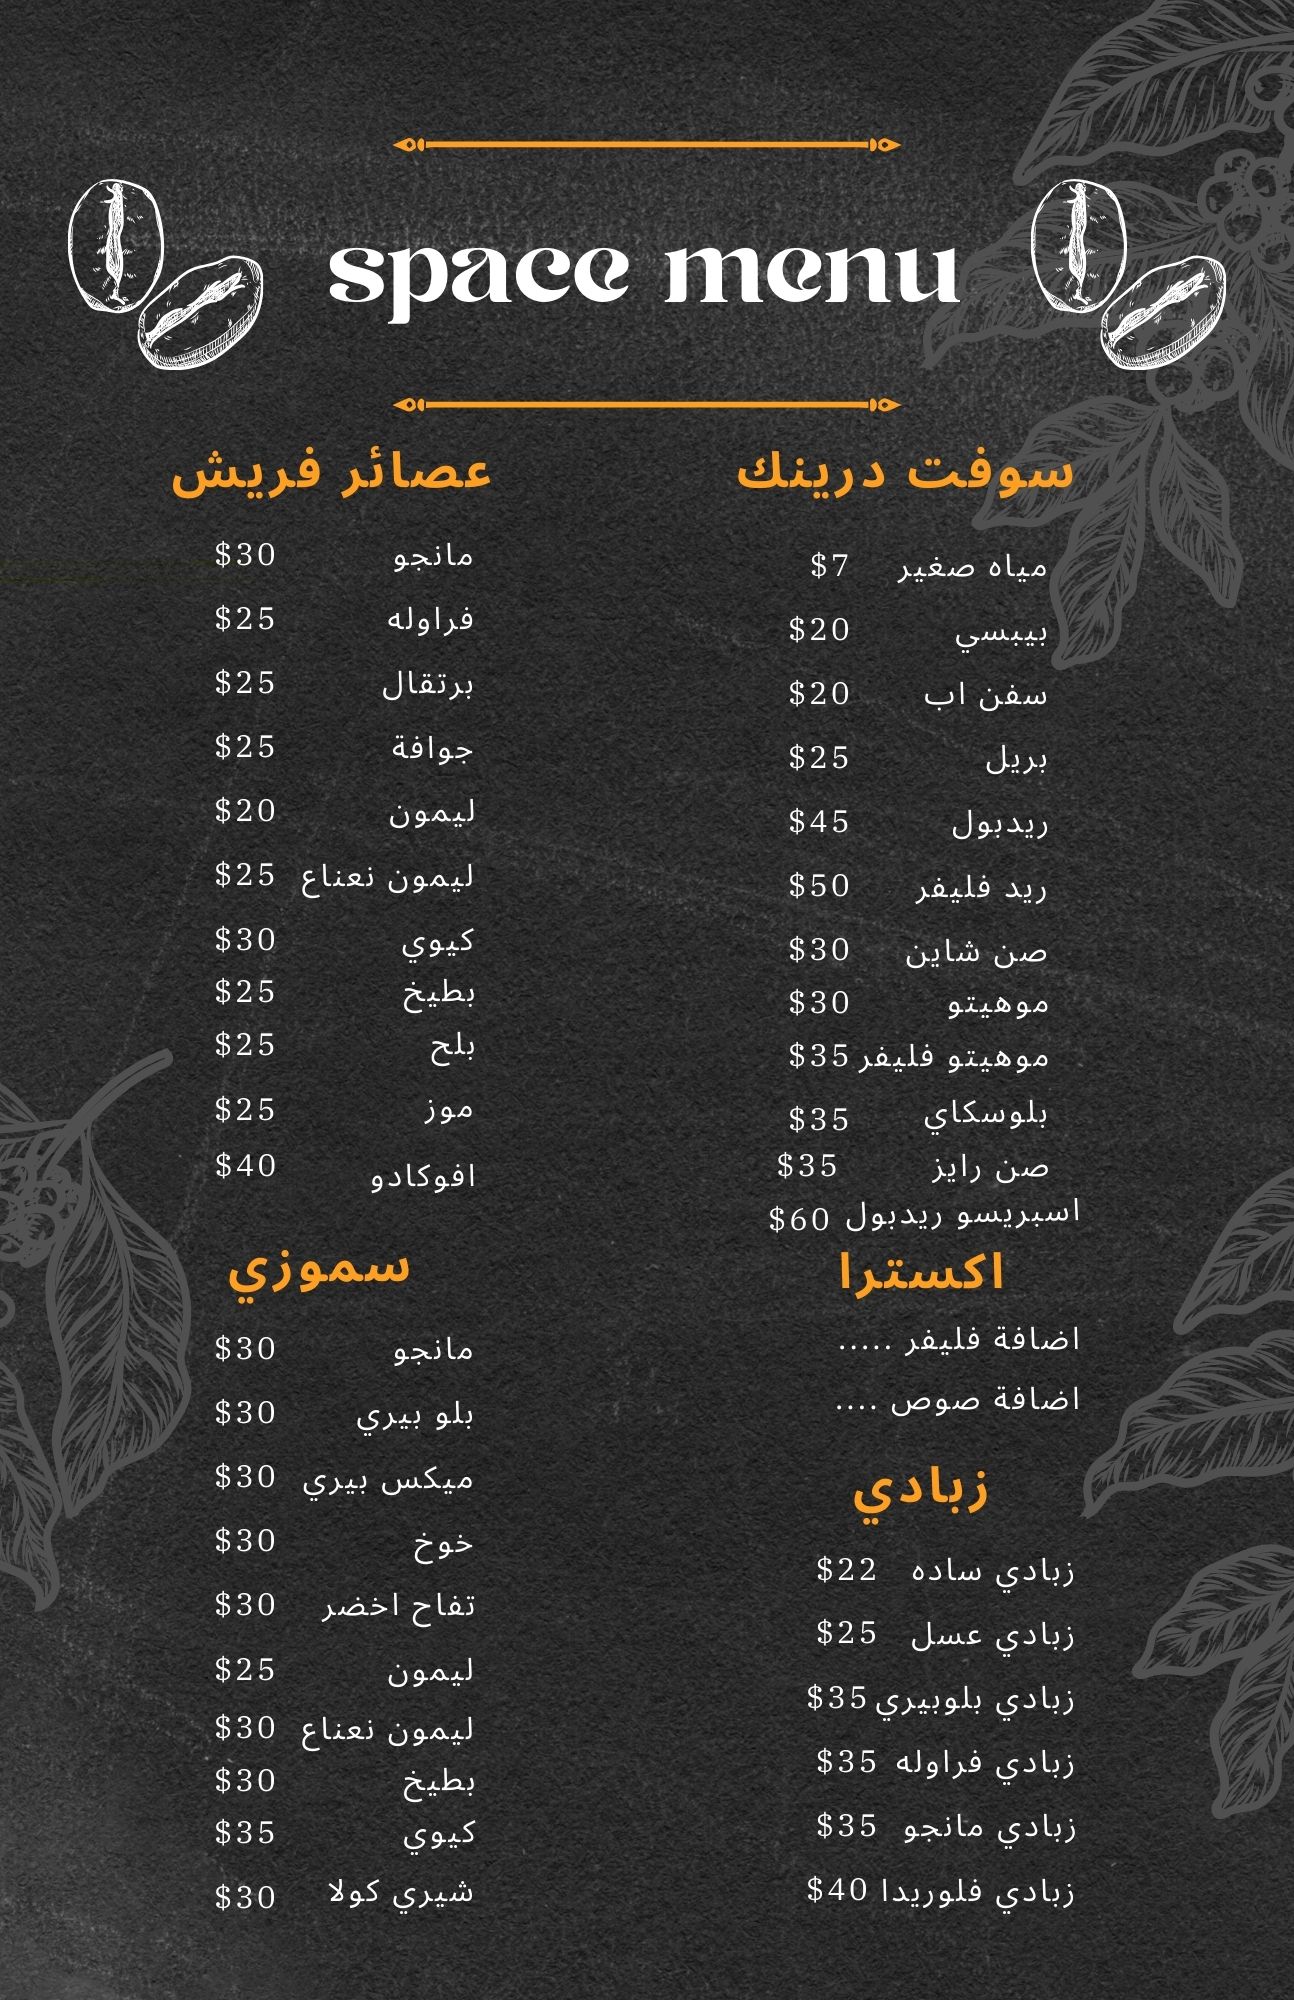 space menu
سوفت درينك
مياه صغير $7
بيبسي $20
سفن اب $20
بريل $25
ريدبول $45
ريد فليفر $50
صن شاين $30
موهيتو $30
موهيتو فليفر $35
بلوسكاي $35
صن رايز $35
اسبريسو ريدبول $60
اكسترا
اضافة فليفر .....
اضافة صوص ....
زبادي
زبادي ساده $22
زبادي عسل $25
زبادي بلوبيري $35
زبادي فراوله $35
زبادي مانجو $35
زبادي فلوريدا $40
عصائر فريش
مانجو $30
فراوله $25
برتقال $25
جوافة $25
ليمون $20
ليمون نعناع $25
كيوي $30
بطيخ $25
بلح $25
موز $25
افوكادو $40
سموزي
مانجو $30
بلو بيري $30
ميكس بيري $30
خوخ $30
تفاح اخضر $30
ليمون $25
ليمون نعناع $30
بطيخ $30
كيوي $35
شيري كولا $30